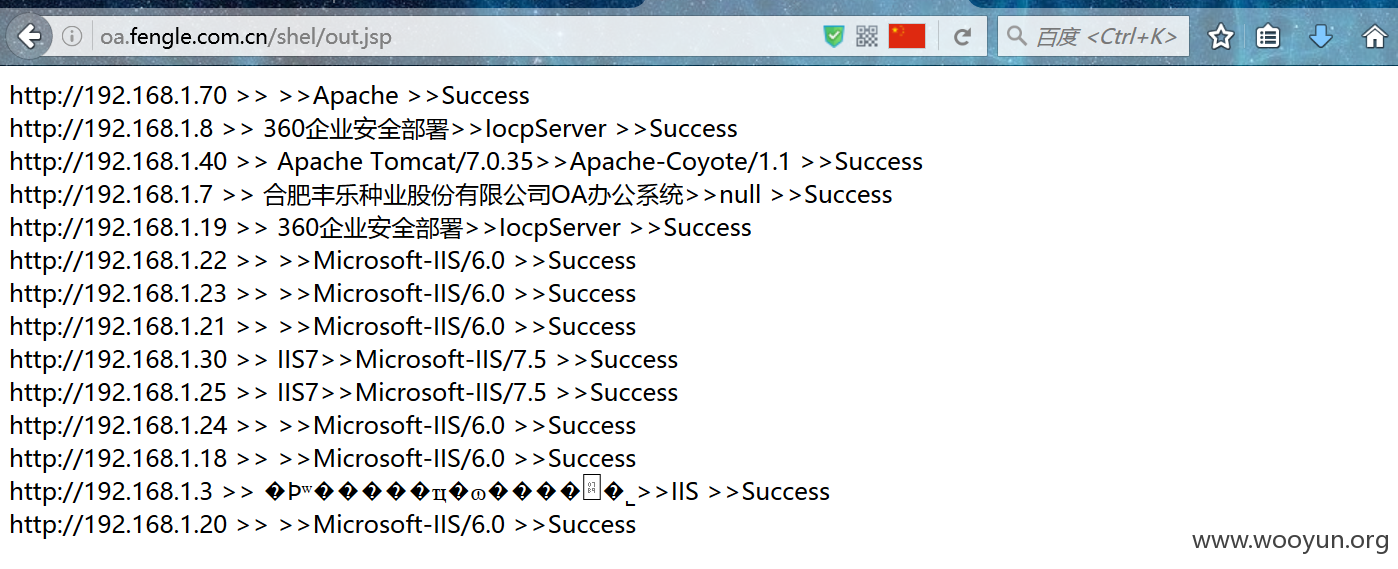 oa.fengle.com.cn/shel/out.jsp
百度 <Ctrl+K>
http://192.168.1.70 >> >>Apache >>Success
http://192.168.1.8 >> 360企业安全部署>>IocpServer >>Success
http://192.168.1.40 >> Apache Tomcat/7.0.35>>Apache-Coyote/1.1 >>Success
http://192.168.1.7 >> 合肥丰乐种业股份有限公司OA办公系统>>null >>Success
http://192.168.1.19 >> 360企业安全部署>>IocpServer >>Success
http://192.168.1.22 >> >>Microsoft-IIS/6.0 >>Success
http://192.168.1.23 >> >>Microsoft-IIS/6.0 >>Success
http://192.168.1.21 >> >>Microsoft-IIS/6.0 >>Success
http://192.168.1.30 >> IIS7>>Microsoft-IIS/7.5 >>Success
http://192.168.1.25 >> IIS7>>Microsoft-IIS/7.5 >>Success
http://192.168.1.24 >> >>Microsoft-IIS/6.0 >>Success
http://192.168.1.18 >> >>Microsoft-IIS/6.0 >>Success
http://192.168.1.3 >> >>IIS >>Success
http://192.168.1.20 >> >>Microsoft-IIS/6.0 >>Success
www.wooyun.org